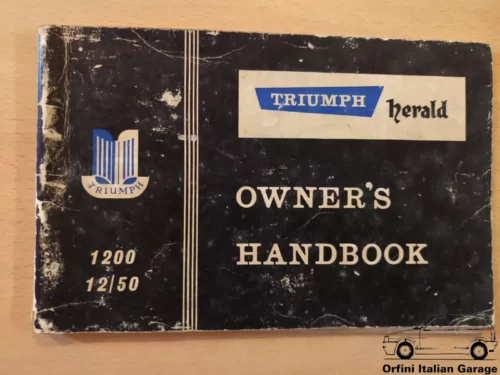 TRIUMPH herald
TRIUMPH
OWNER'S
HANDBOOK
1200
12/50
Orfini Italian Garage